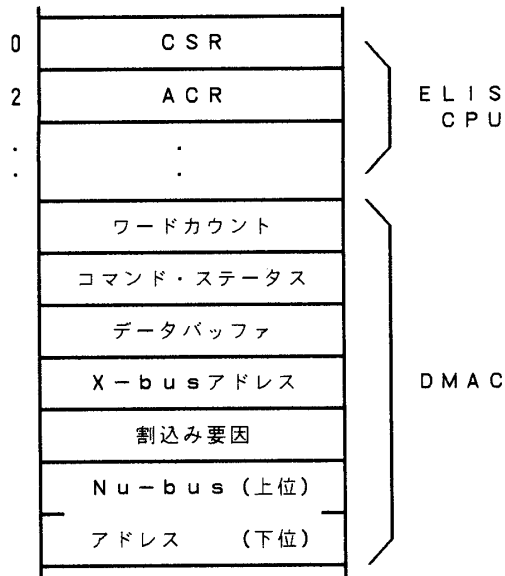 0 CSR
2 ACR
ELIS
CPU
・ ・
・ ・
ワードカウント
コマンド・ステータス
データバッファ
X-busアドレス
DMAC
割込み要因
Nu-bus(上位)
アドレス (下位)